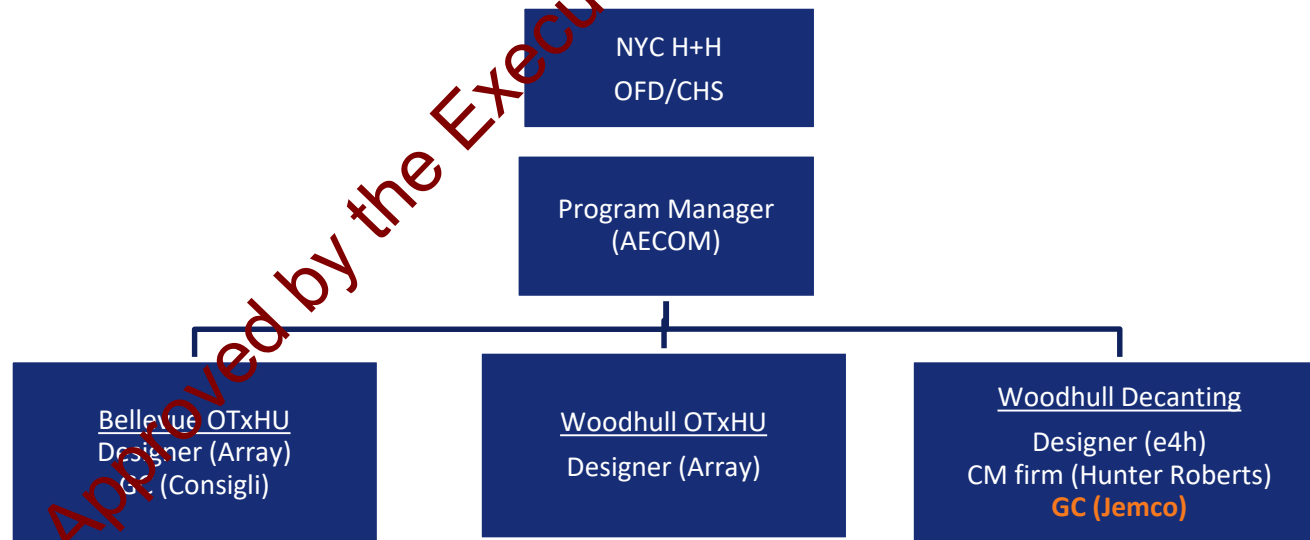 NYC H+H
OFD/CHS
Program Manager
(AECOM)
Bellevue OTxHU
Designer (Array)
GC (Consigli)
Woodhull OTxHU
Designer (Array)
Woodhull Decanting
Designer (e4h)
CM firm (Hunter Roberts)
GC (Jemco)
Approved by the